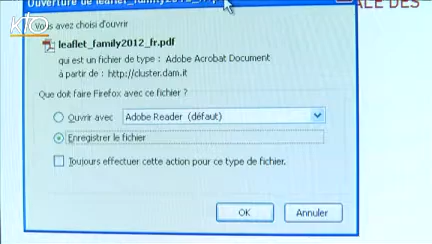 Ouverture de leaflet_family2012_fr.pdf
ALE DES
kto
Vous avez choisi d'ouvrir
leaflet_family2012_fr.pdf
qui est un fichier de type : Adobe Acrobat Document
à partir de : http://cluster.dam.it
Que doit faire Firefox avec ce fichier ?
Ouvrir avec Adobe Reader (défaut)
Enregistrer le fichier
Toujours effectuer cette action pour ce type de fichier.
OK Annuler